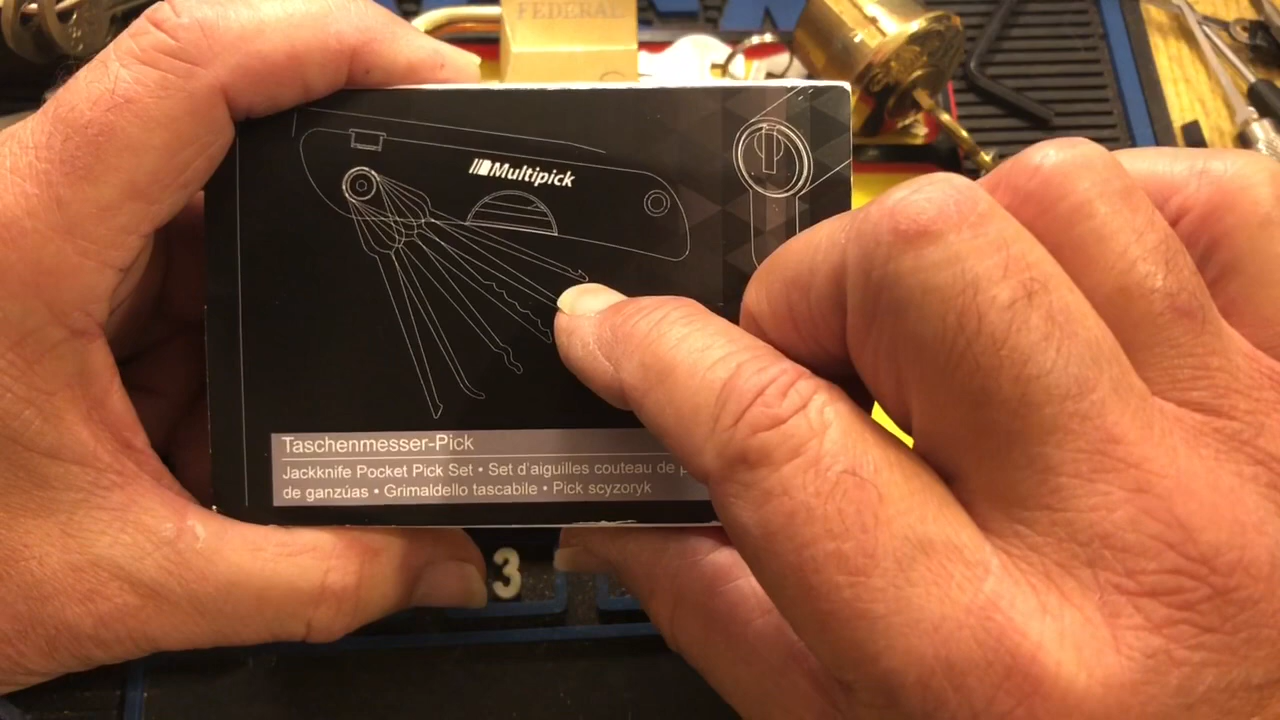 FEDERAL
Multipick
Taschenmesser-Pick
Jackknife Pocket Pick Set • Set d'aiguilles couteau de p
de ganzúas • Grimaldello tascabile • Pick scyzoryk
3